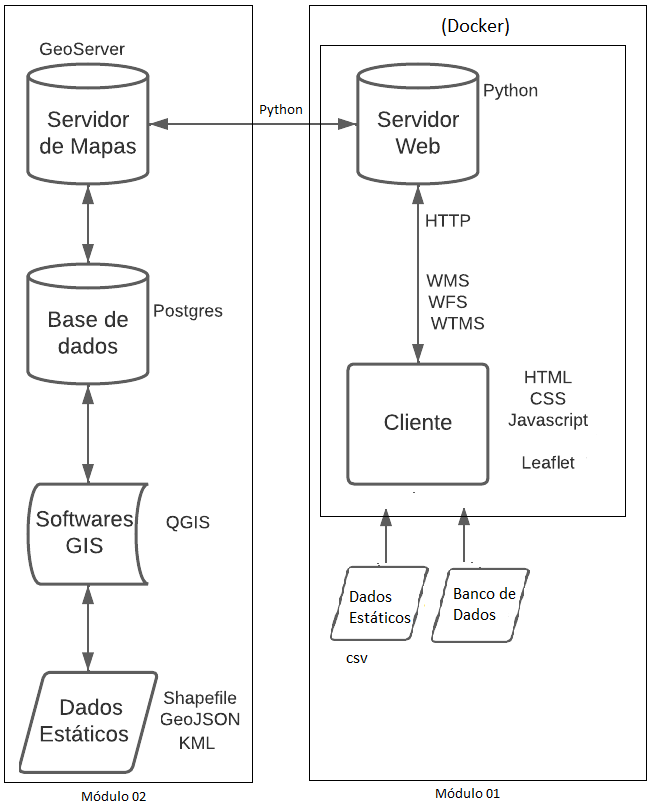 GeoServer
Servidor
de Mapas
Base de
dados
Postgres
Softwares
GIS
QGIS
Dados
Estáticos
Shapefile
GeoJSON
KML
Módulo 02
Python
(Docker)
Servidor
Web
Python
HTTP
WMS
WFS
WTMS
Cliente
HTML
CSS
Javascript
Leaflet
Dados
Estáticos
csv
Banco de
Dados
Módulo 01